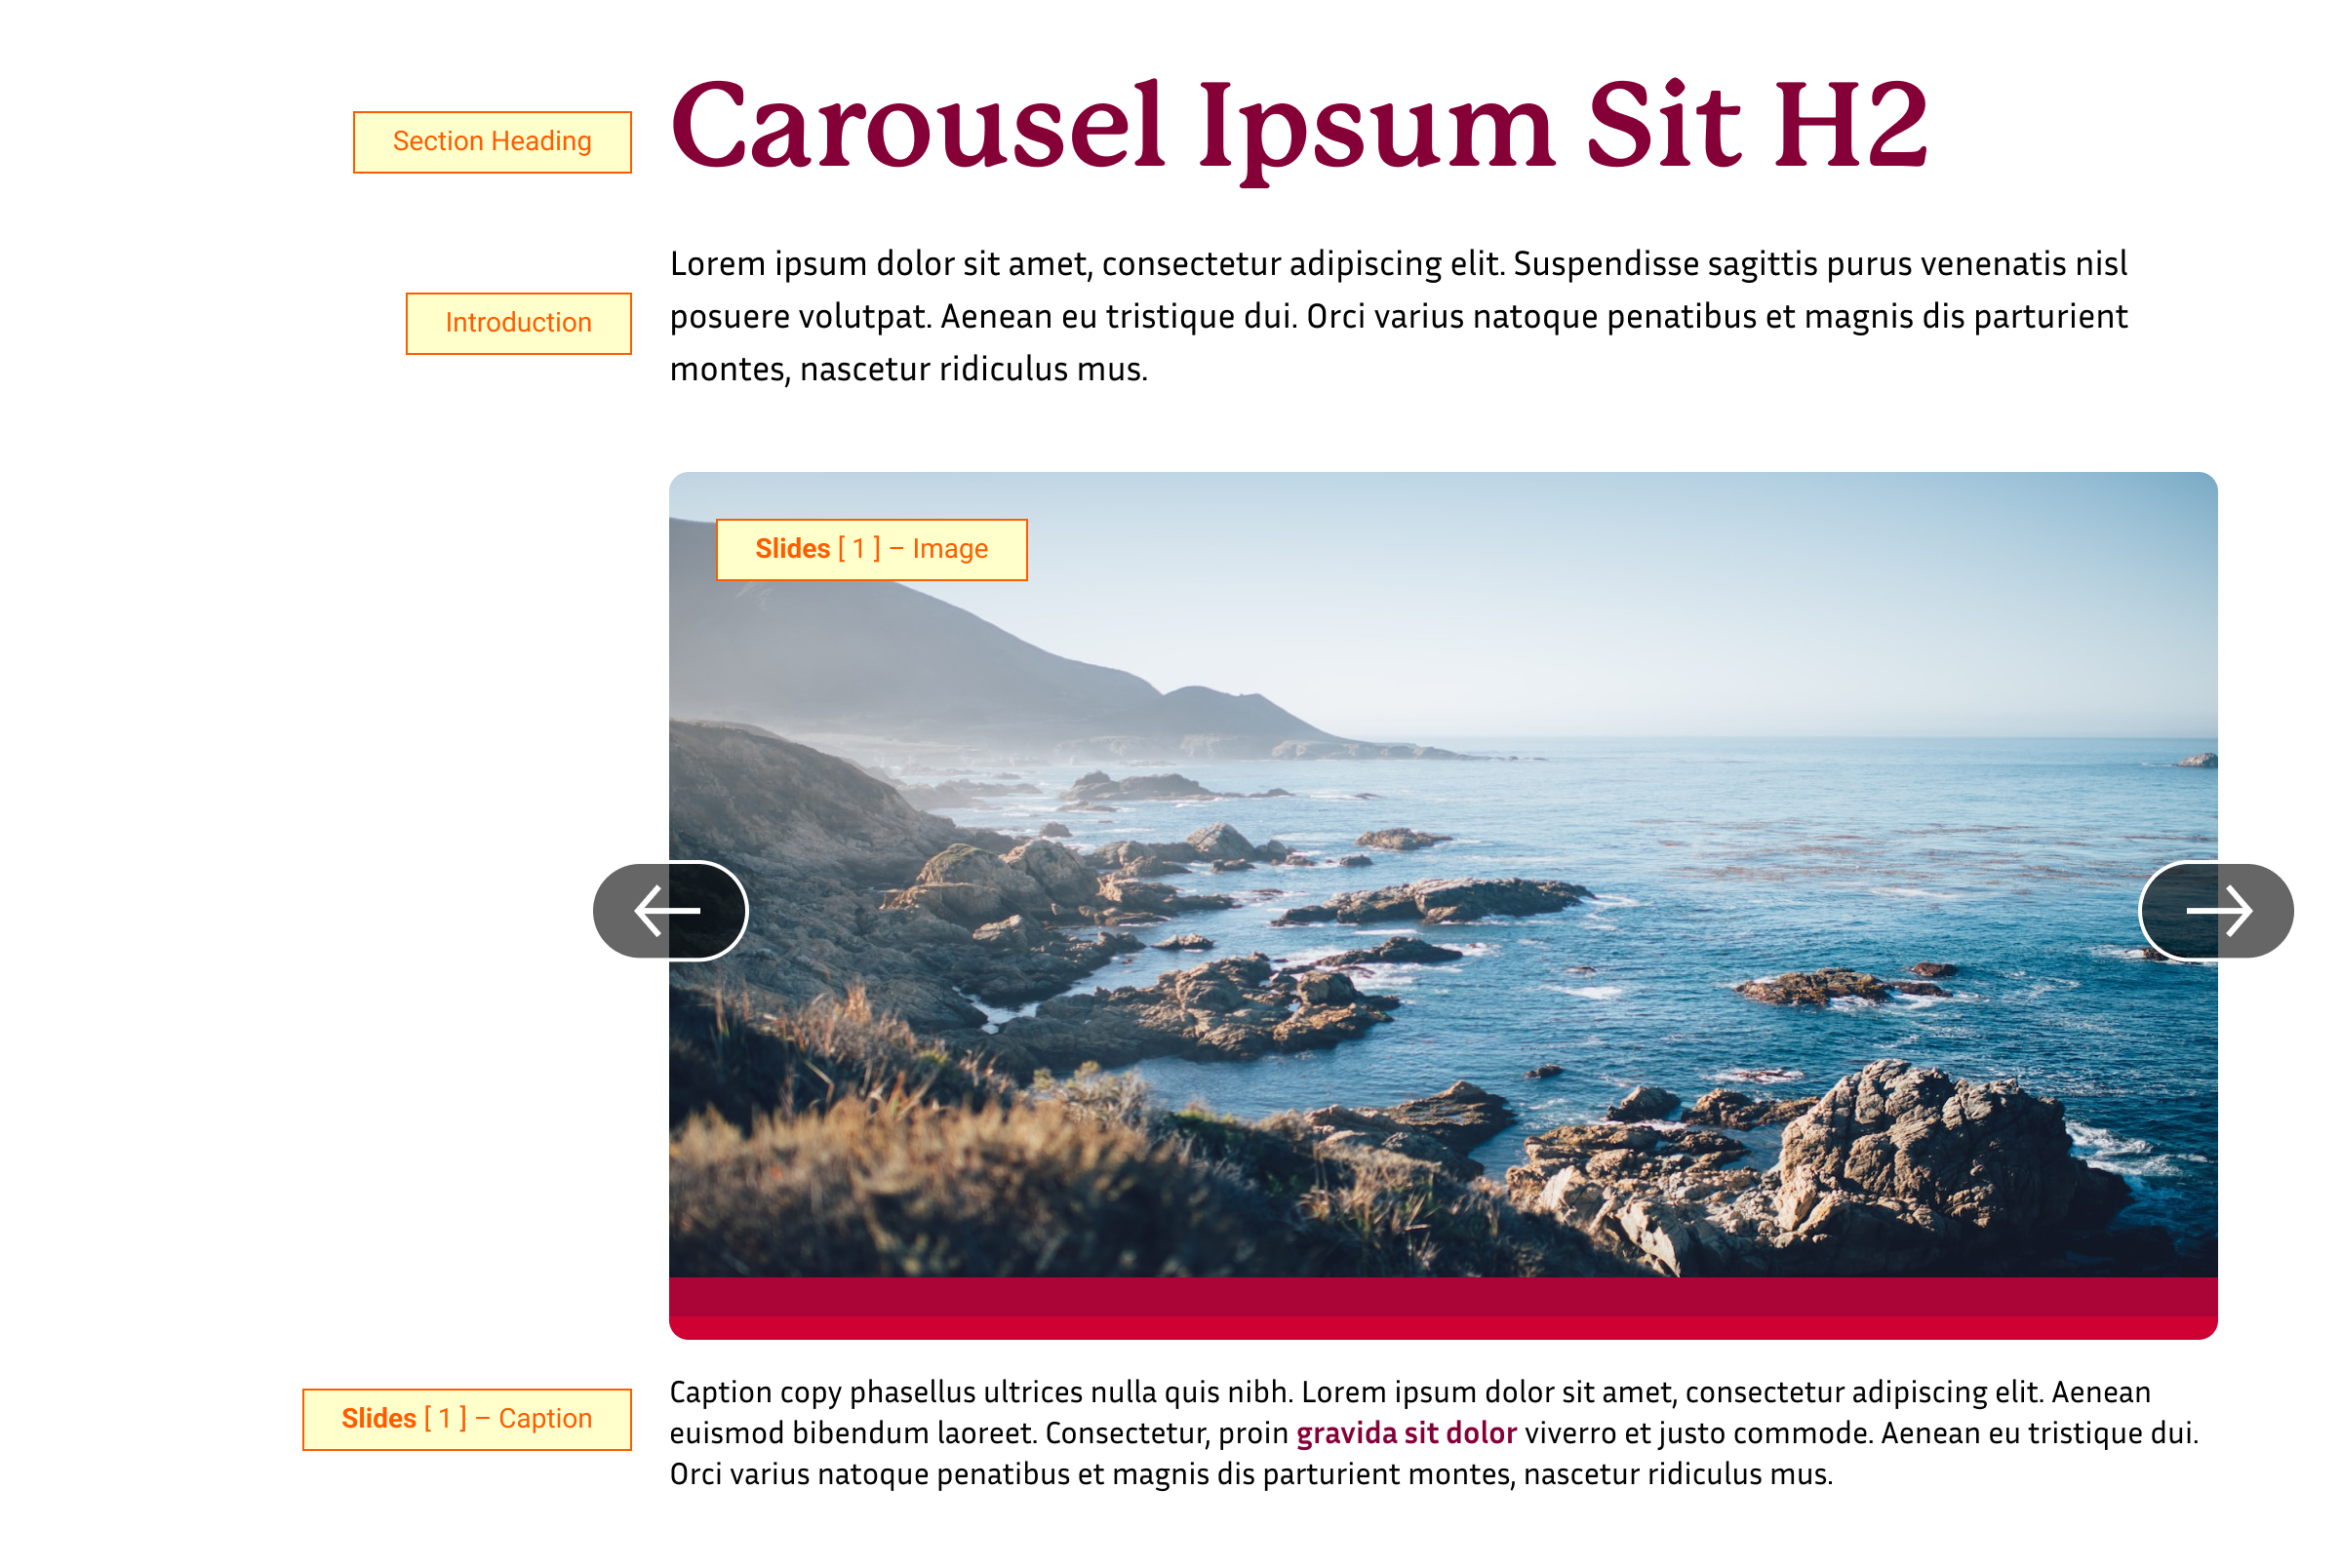 Section Heading
Carousel Ipsum Sit H2
Introduction
Lorem ipsum dolor sit amet, consectetur adipiscing elit. Suspendisse sagittis purus venenatis nisl
posuere volutpat. Aenean eu tristique dui. Orci varius natoque penatibus et magnis dis parturient
montes, nascetur ridiculus mus.
Slides [ 1 ] – Image
Slides [ 1 ] – Caption
Caption copy phasellus ultrices nulla quis nibh. Lorem ipsum dolor sit amet, consectetur adipiscing elit. Aenean
euismod bibendum laoreet. Consectetur, proin gravida sit dolor viverro et justo commode. Aenean eu tristique dui.
Orci varius natoque penatibus et magnis dis parturient montes, nascetur ridiculus mus.